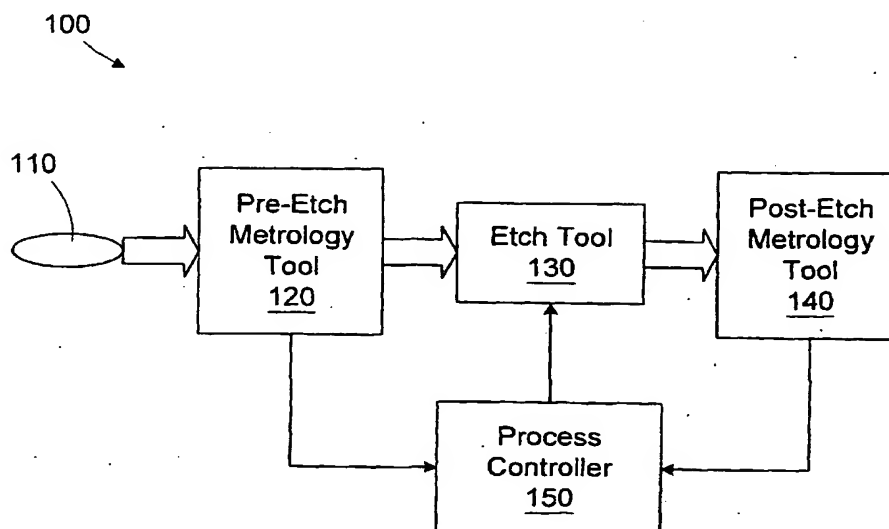 100
110
Pre-Etch
Metrology
Tool
120
Etch Tool
130
Post-Etch
Metrology
Tool
140
Process
Controller
150